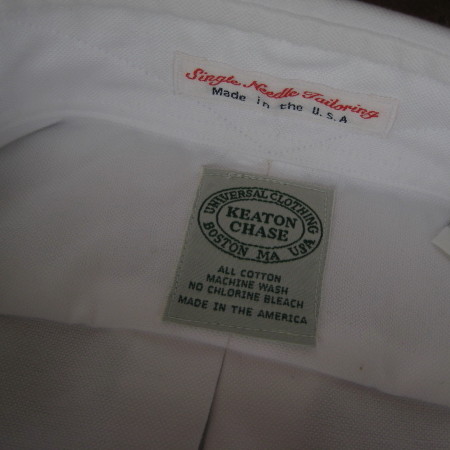 Single Needle Tailoring
Made in the U.S.A
UNIVERSAL CLOTHING
KEATON
CHASE
BOSTON MA USA
ALL COTTON
MACHINE WASH
NO CHLORINE BLEACH
MADE IN THE AMERICA